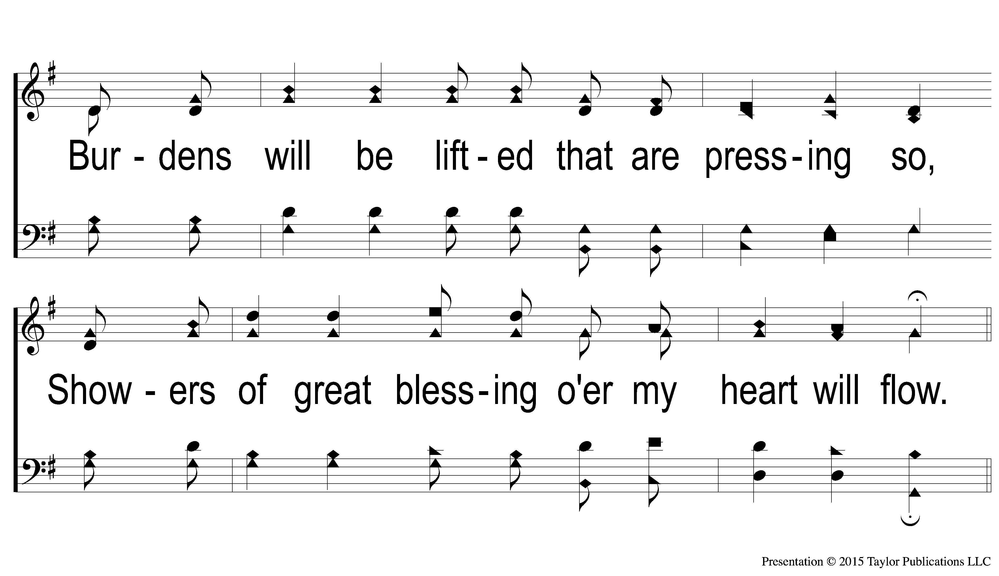 Bur - dens will be lift - ed that are press - ing so,
Show - ers of great bless - ing o'er my heart will flow.
Presentation © 2015 Taylor Publications LLC